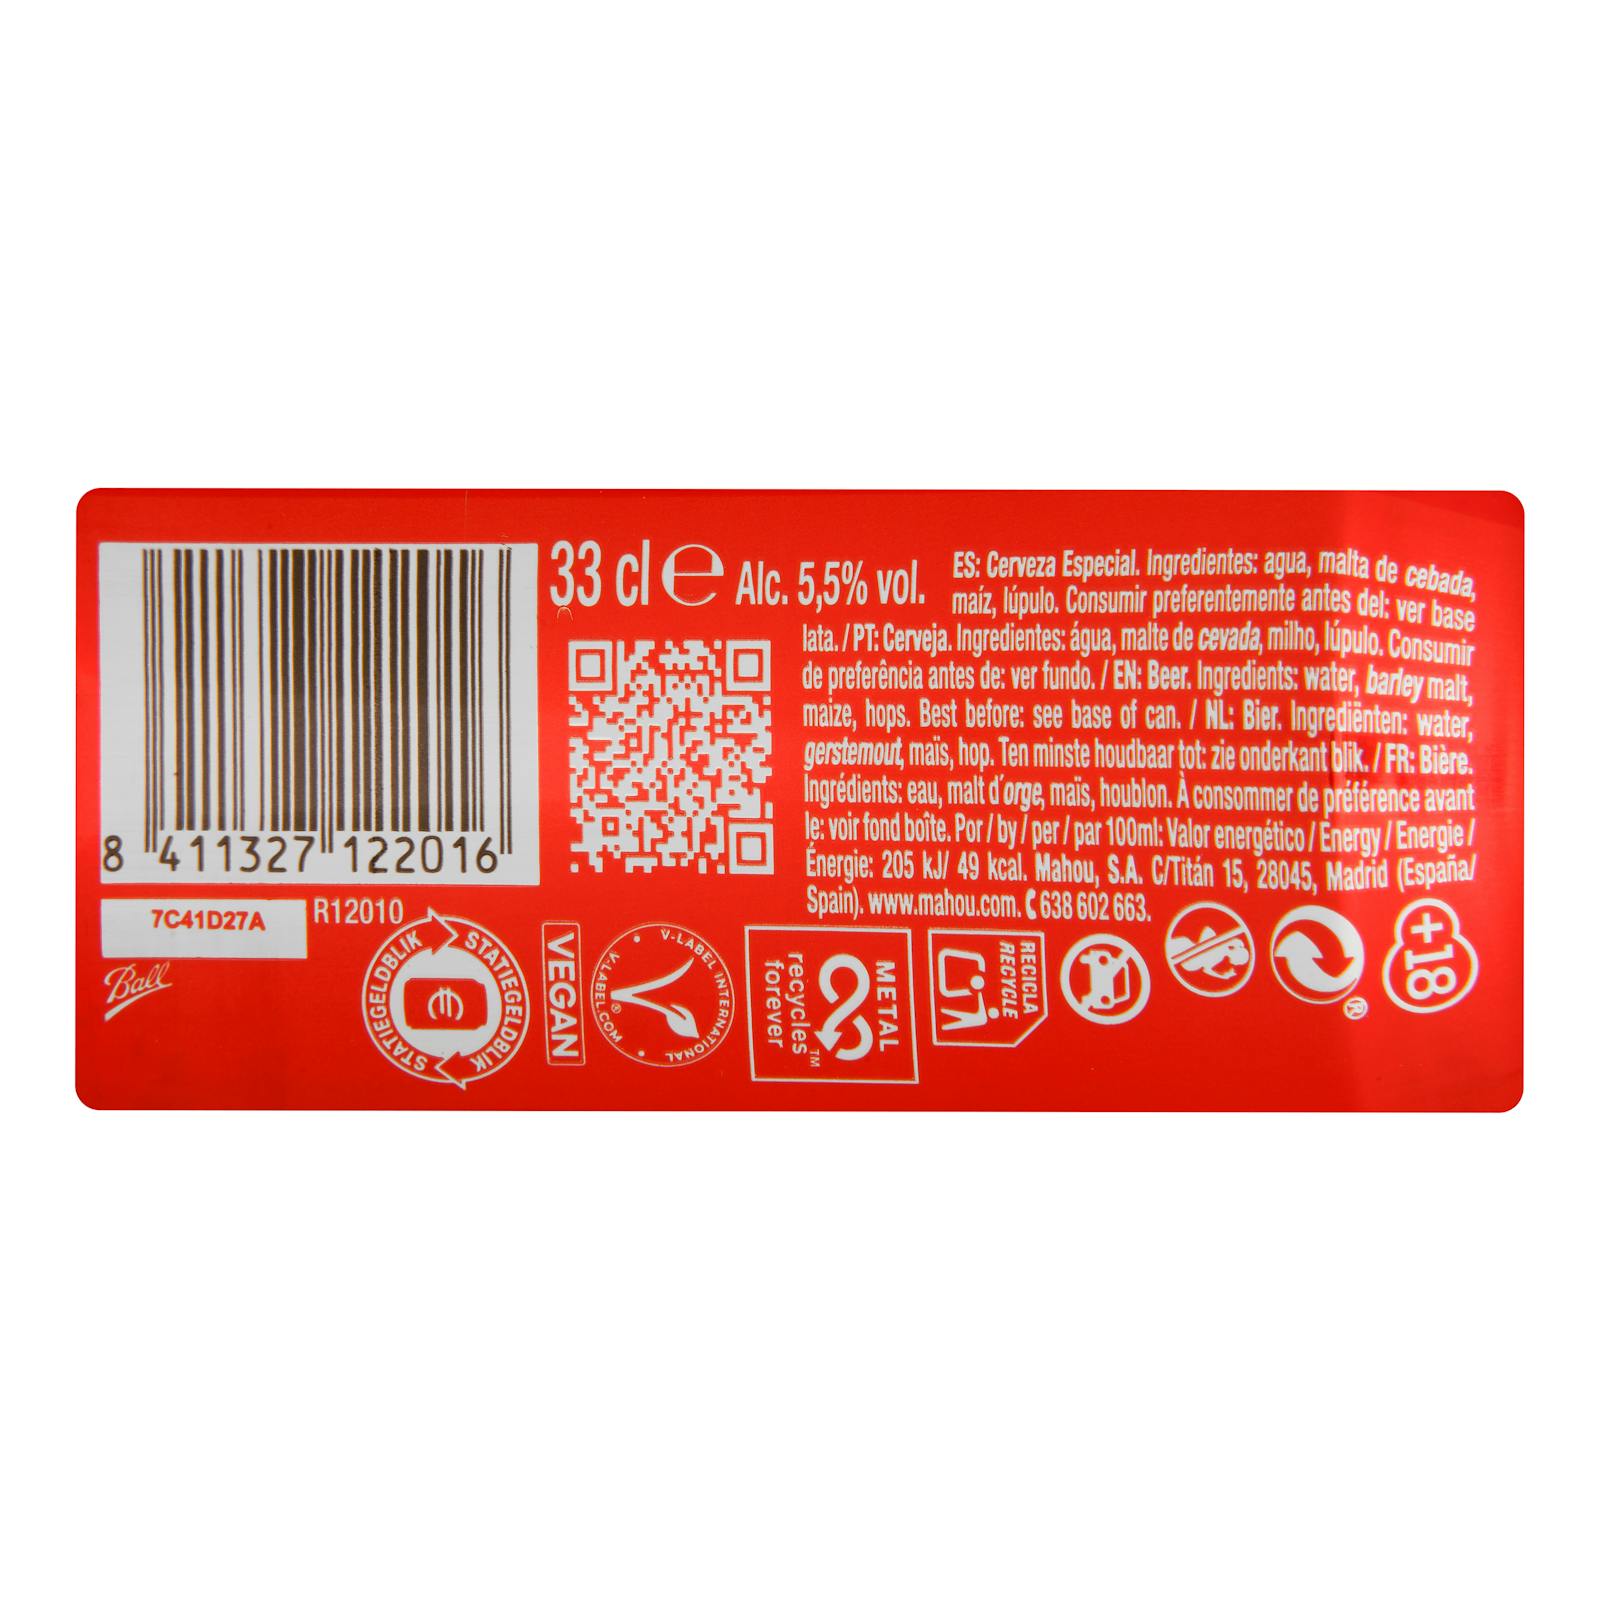 33 cl e Alc. 5,5% vol.
ES: Cerveza Especial. Ingredientes: agua, malta de cebada,
maíz, lúpulo. Consumir preferentemente antes del: ver base
lata. / PT: Cerveja. Ingredientes: água, malte de cevada, milho, lúpulo. Consumir
de preferência antes de: ver fundo. / EN: Beer. Ingredients: water, barley malt,
maize, hops. Best before: see base of can. / NL: Bier. Ingrediënten: water,
gerstemout, maïs, hop. Ten minste houdbaar tot: zie onderkant blik. / FR: Bière.
Ingrédients: eau, malt d'orge, maïs, houblon. À consommer de préférence avant
le: voir fond boîte. Por / by / per / par 100ml: Valor energético / Energy / Energie /
Énergie: 205 kJ/ 49 kcal. Mahou, S.A. C/Titán 15, 28045, Madrid (España/
Spain). www.mahou.com. 638 602 663.
8 411327 122016
7C41D27A
R12010
Ball
STATIEGELDBLIK
STATIEGELDBLIK
€
VEGAN
V-LABEL INTERNATIONAL
V-LABEL.COM
®
METAL
recycles
forever™
RECICLA
RECYCLE
®
+18